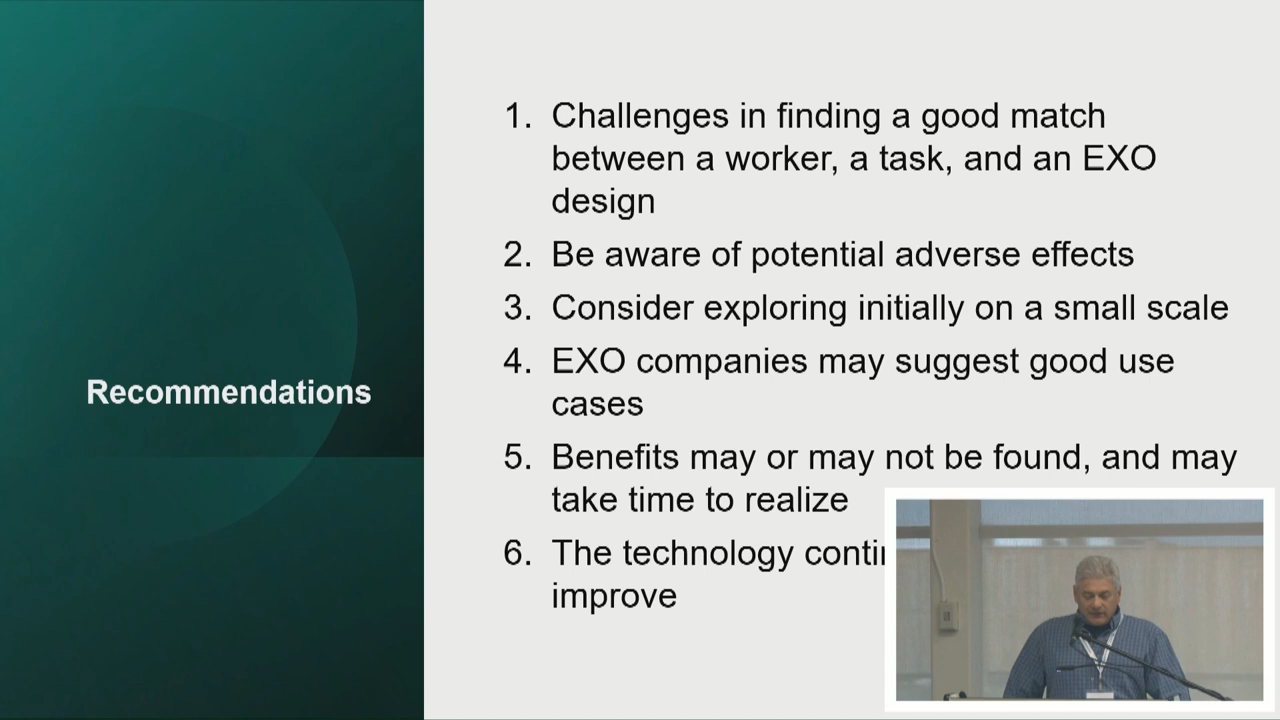 Recommendations
1. Challenges in finding a good match
between a worker, a task, and an EXO
design
2. Be aware of potential adverse effects
3. Consider exploring initially on a small scale
4. EXO companies may suggest good use
cases
5. Benefits may or may not be found, and may
take time to realize
6. The technology
improve